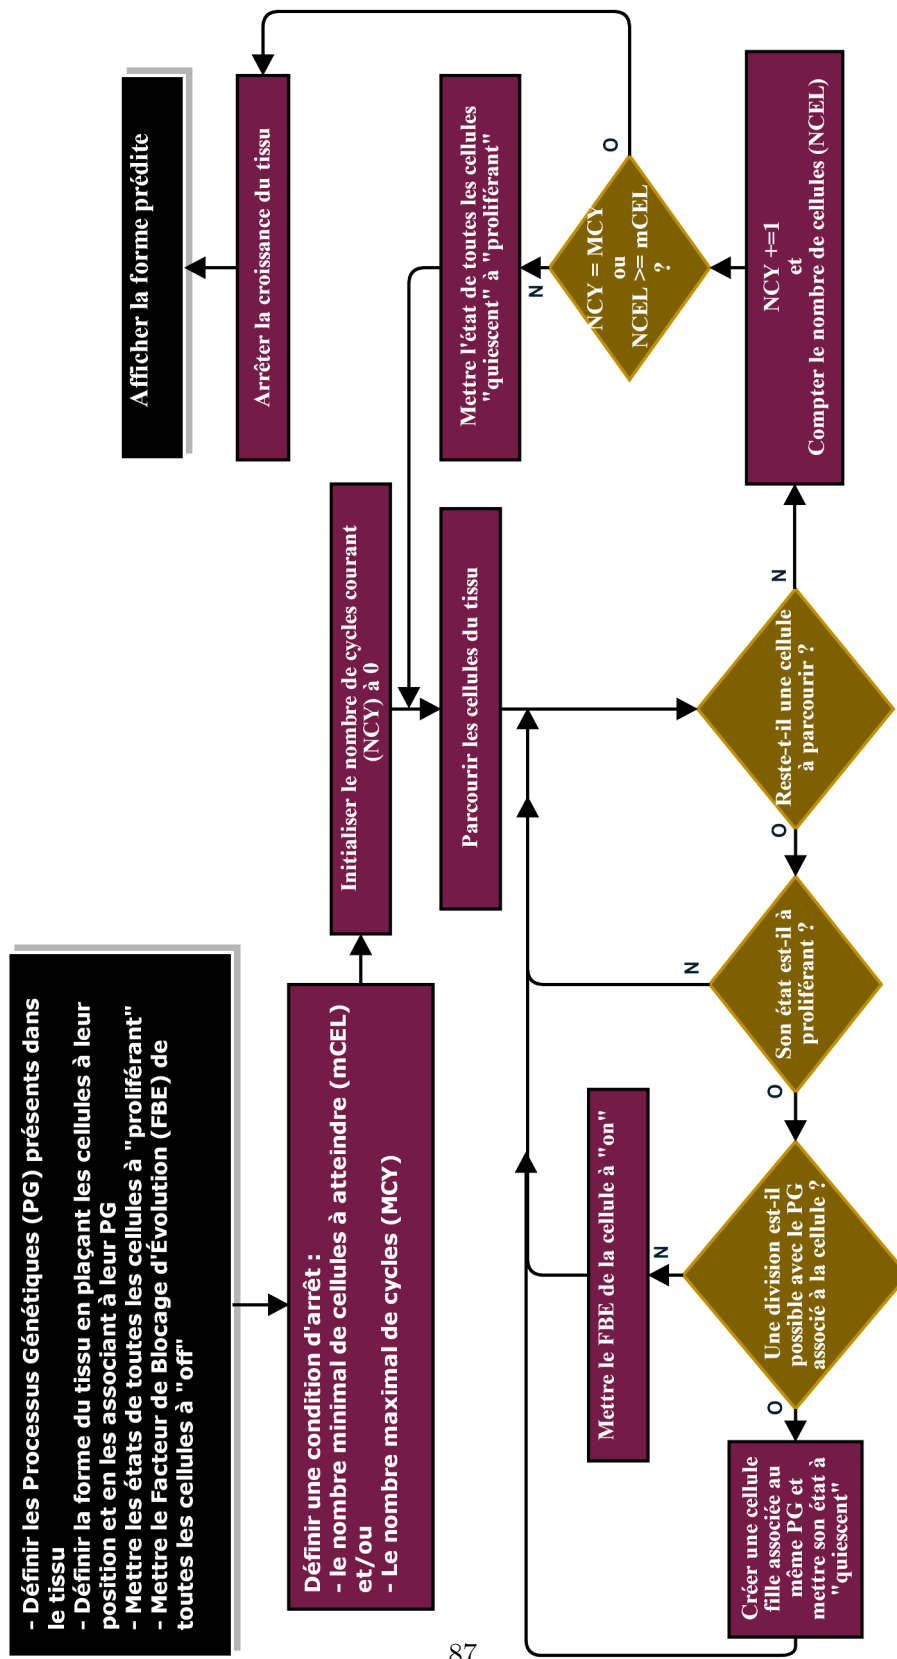 - Définir les Processus Génétiques (PG) présents dans
le tissu
- Définir la forme du tissu en plaçant les cellules à leur
position et en les associant à leur PG
- Mettre les états de toutes les cellules à "proliférant"
- Mettre le Facteur de Blocage d'Évolution (FBE) de
toutes les cellules à "off"
Définir une condition d'arrêt :
- le nombre minimal de cellules à atteindre (mCEL)
et/ou
- Le nombre maximal de cycles (MCY)
Initialiser le nombre de cycles courant
(NCY) à 0
Parcourir les cellules du tissu
Reste-t-il une cellule
à parcourir ?
O
N
Son état est-il à
proliférant ?
N
O
Une division est-il
possible avec le PG
associé à la cellule ?
N
O
Mettre le FBE de la cellule à "on"
Créer une cellule
fille associée au
même PG et
mettre son état à
"quiescent"
NCY +=1
et
Compter le nombre de cellules (NCEL)
NCY = MCY
ou
NCEL >= mCEL
?
N
O
Mettre l'état de toutes les cellules
"quiescent" à "proliférant"
Arrêter la croissance du tissu
Afficher la forme prédite
87